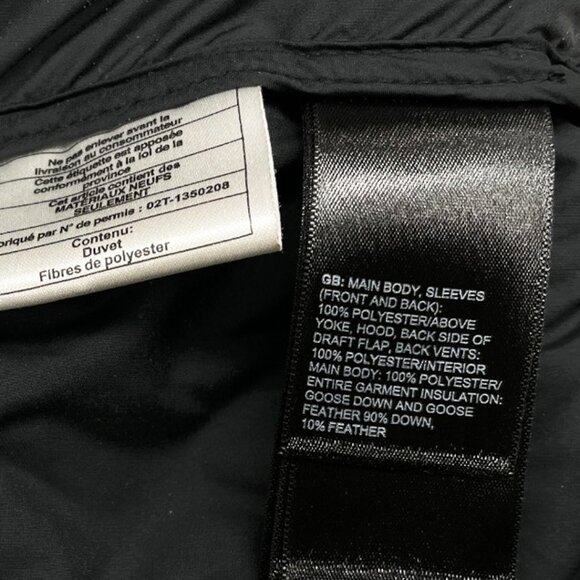 Ne pas enlever avant la
livraison au consommateur
Cette étiquette est apposée
conformément à la loi de la
province
Cet article contient des
MATÉRIAUX NEUFS
SEULEMENT
briqué par N° de permis : 02T-1350208
Contenu:
Duvet
Fibres de polyester
GB: MAIN BODY, SLEEVES
(FRONT AND BACK):
100% POLYESTER/ABOVE
YOKE, HOOD, BACK SIDE OF
DRAFT FLAP, BACK VENTS:
100% POLYESTER/INTERIOR
MAIN BODY: 100% POLYESTER/
ENTIRE GARMENT INSULATION:
GOOSE DOWN AND GOOSE
FEATHER 90% DOWN,
10% FEATHER